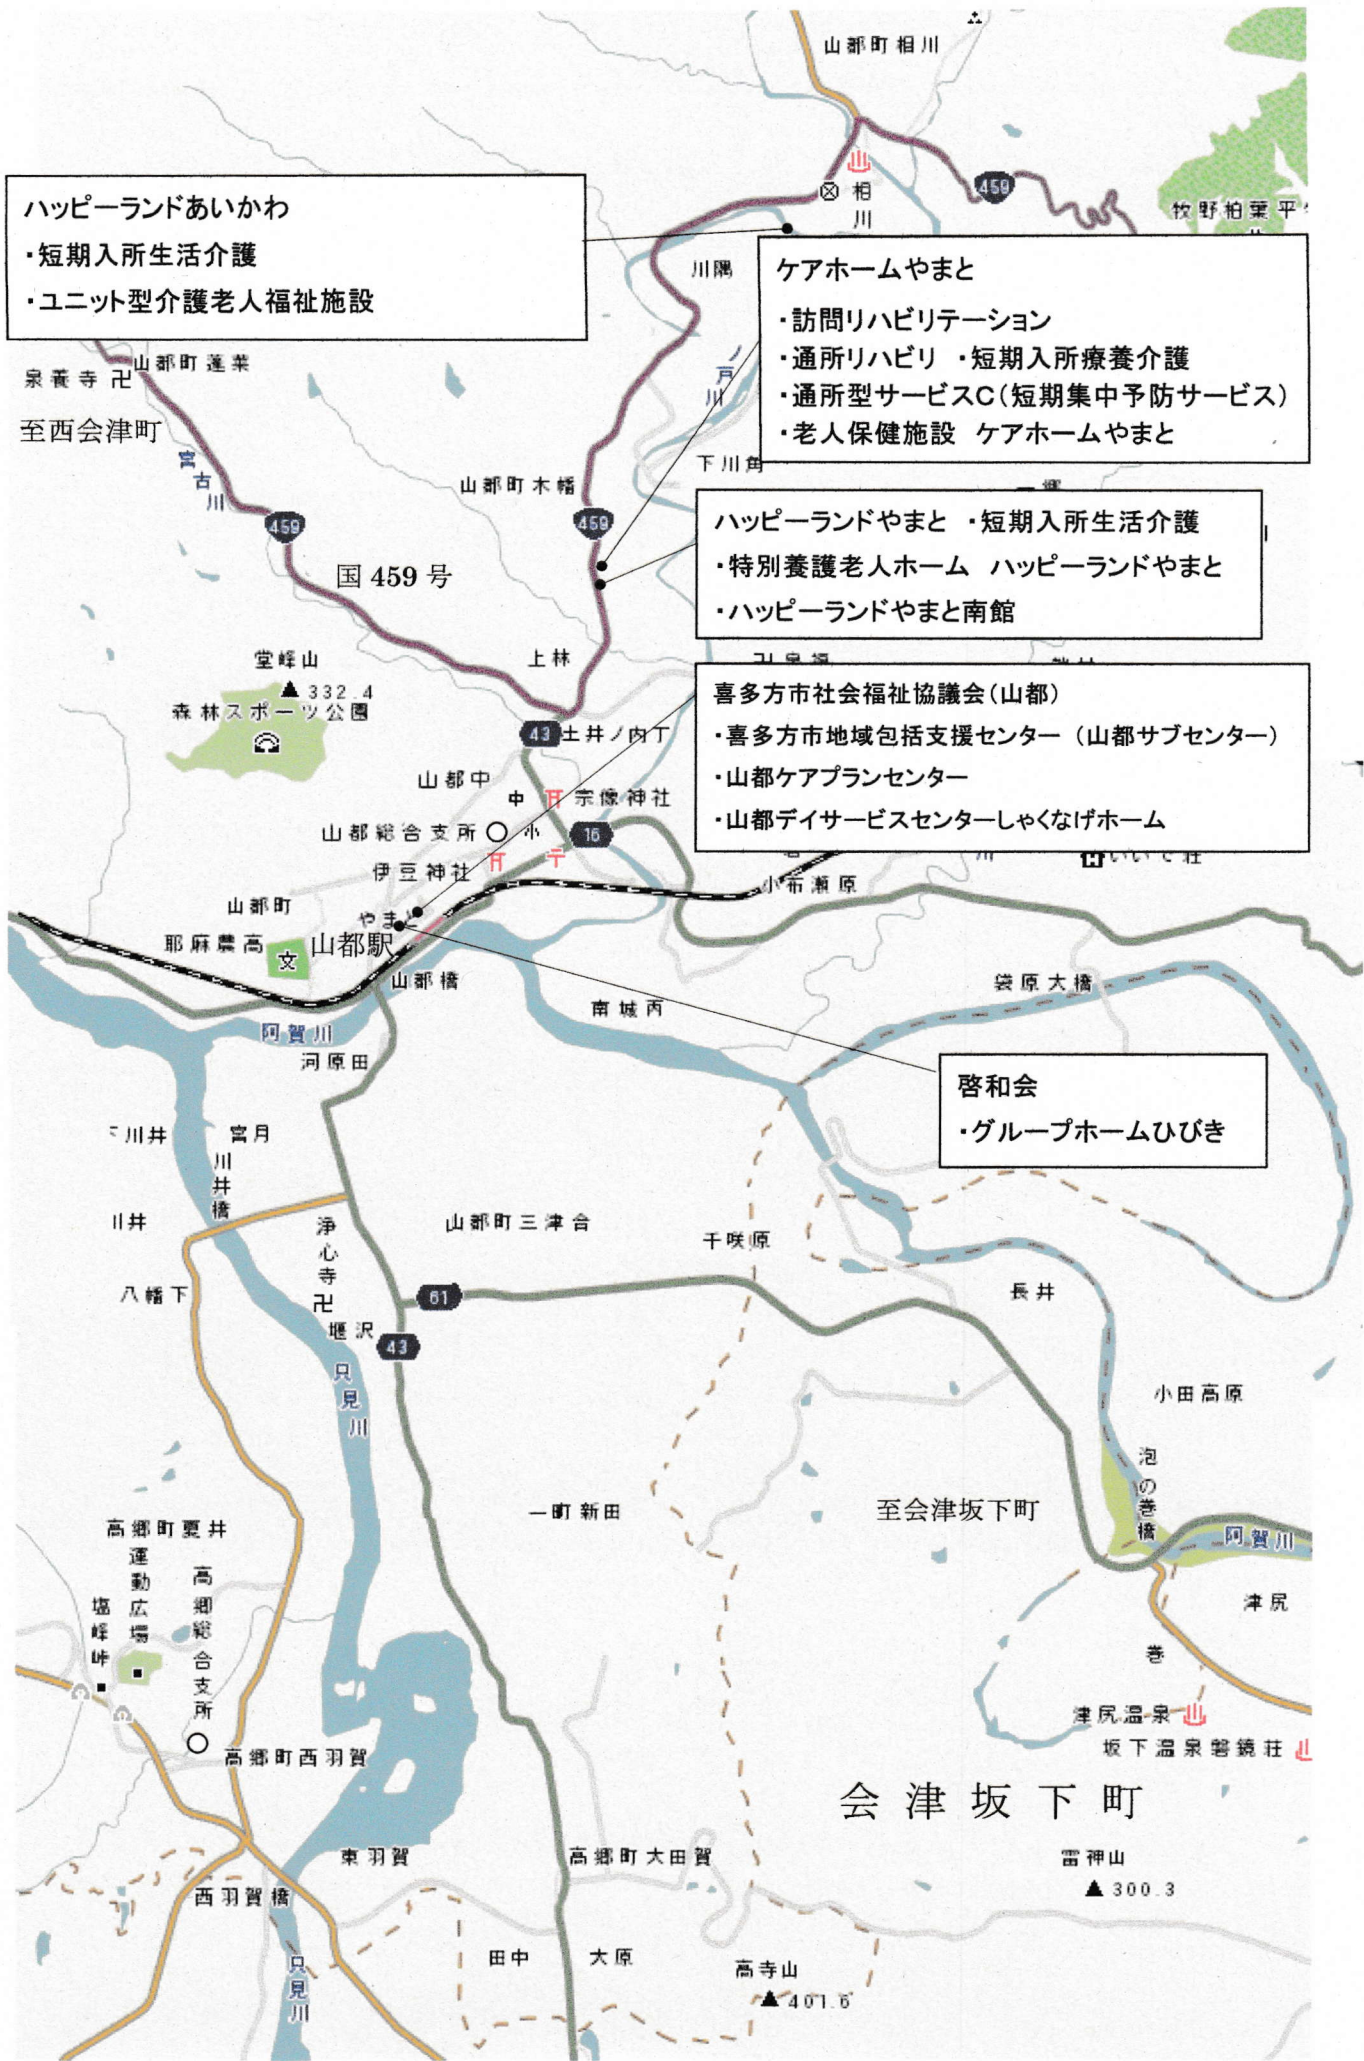 山都町相川
459
相川
牧野柏葉平
ハッピーランドあいかわ
・短期入所生活介護
・ユニット型介護老人福祉施設
川隅
ケアホームやまと
・訪問リハビリテーション
・通所リハビリ ・短期入所療養介護
・通所型サービスC(短期集中予防サービス)
・老人保健施設 ケアホームやまと
ノ戸川
山都町蓬莱
泉養寺
至西会津町
宮古川
下川角
山都町木幡
459
459
国459号
ハッピーランドやまと ・短期入所生活介護
・特別養護老人ホーム ハッピーランドやまと
・ハッピーランドやまと南館
上林
堂峰山
332.4
森林スポーツ公園
喜多方市社会福祉協議会(山都)
・喜多方市地域包括支援センター (山都サブセンター)
・山都ケアプランセンター
・山都デイサービスセンターしゃくなげホーム
43
土井ノ内丁
山都中
中
宗像神社
山都総合支所
小
16
伊豆神社
いいで荘
小布瀬原
山都町
やまと
耶麻農高
文
山都駅
山都橋
南城丙
袋原大橋
阿賀川
河原田
啓和会
・グループホームひびき
下川井
宮月
川井橋
川井
浄心寺
山都町三津合
千咲原
八幡下
61
長井
堰沢
43
只見川
小田高原
泡の巻橋
至会津坂下町
一町新田
阿賀川
高郷町夏井
運動広場
高郷総合支所
塩峰峠
津尻
巻
津尻温泉
坂下温泉磐鏡荘
高郷町西羽賀
会津坂下町
東羽賀
高郷町大田賀
雷神山
300.3
西羽賀橋
田中
大原
高寺山
401.6
只見川